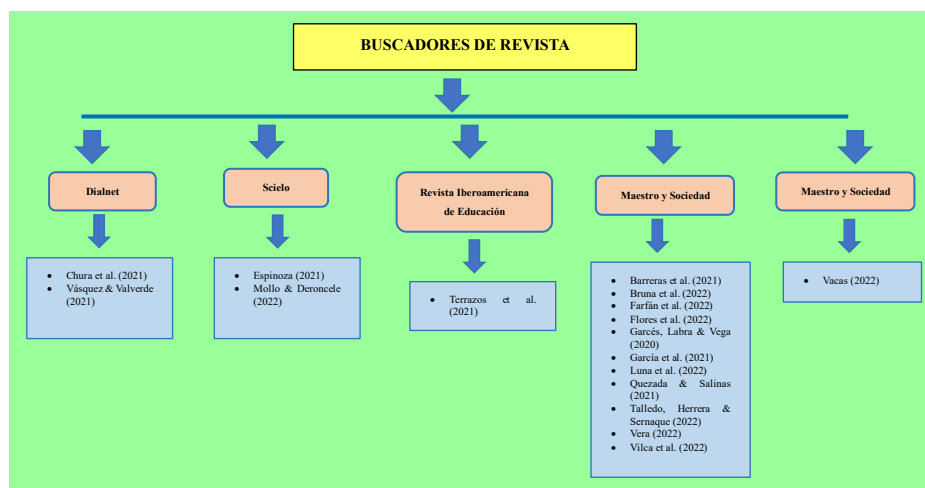 BUSCADORES DE REVISTA
Dialnet
Scielo
Revista Iberoamericana
de Educación
Maestro y Sociedad
Maestro y Sociedad
• Chura et al. (2021)
• Vásquez & Valverde
(2021)
• Espinoza (2021)
• Mollo & Deroncele
(2022)
• Terrazos et al.
(2021)
• Barreras et al. (2021)
• Bruna et al. (2022)
• Farfán et al. (2022)
• Flores et al. (2022)
• Garcés, Labra & Vega
(2020)
• García et al. (2021)
• Luna et al. (2022)
• Quezada & Salinas
(2021)
• Talledo, Herrera &
Sernaque (2022)
• Vera (2022)
• Vilca et al. (2022)
• Vacas (2022)